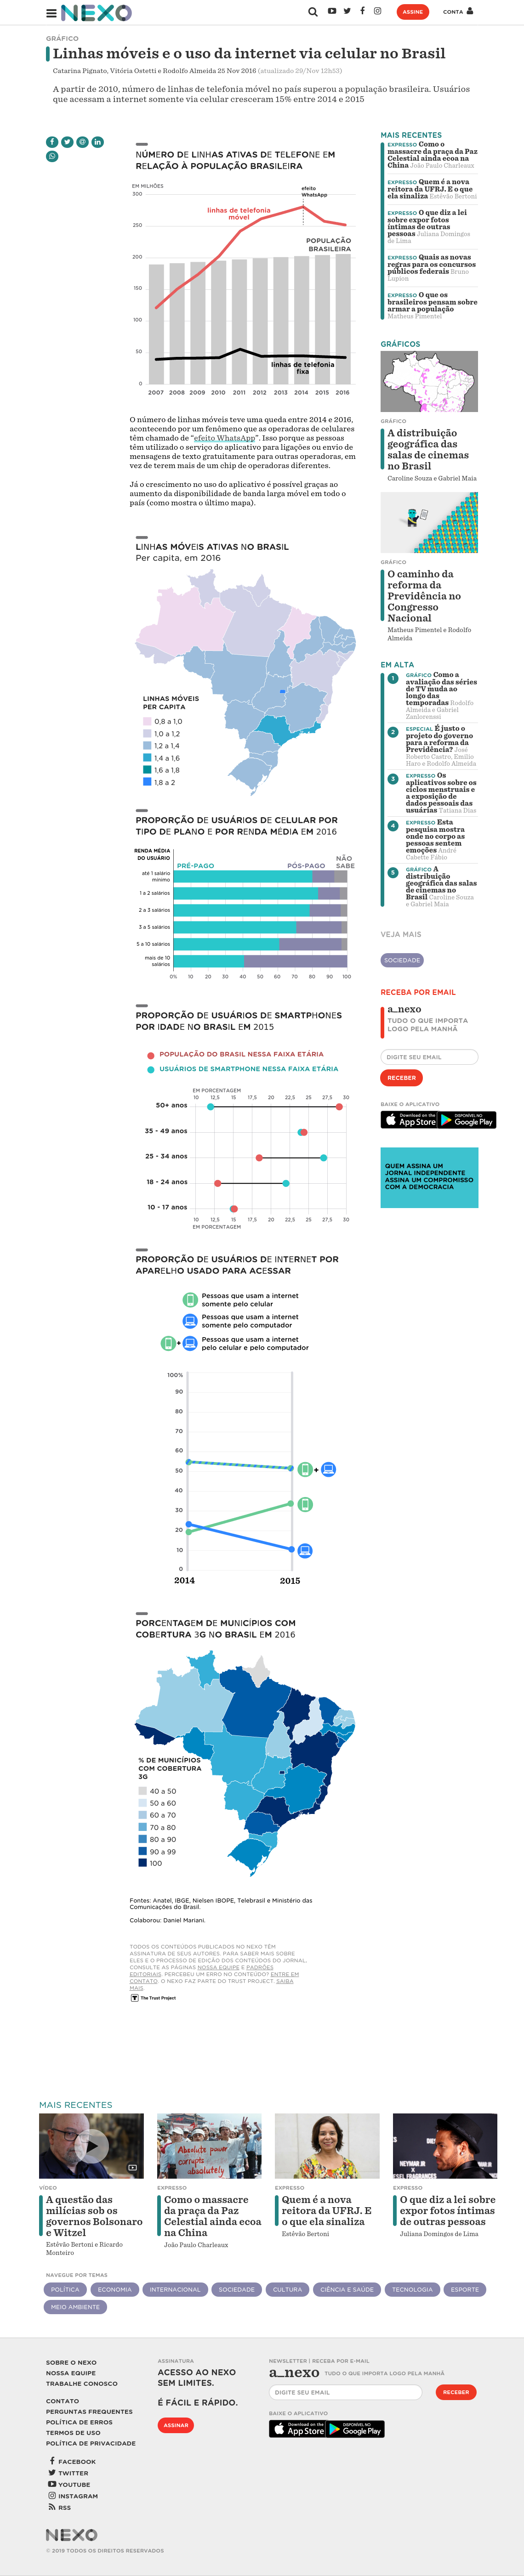 NEXO
ASSINE
CONTA
GRÁFICO
Linhas móveis e o uso da internet via celular no Brasil
Catarina Pignato, Vitória Ostetti e Rodolfo Almeida 25 Nov 2016 (atualizado 29/Nov 12h53)
A partir de 2010, número de linhas de telefonia móvel no país superou a população brasileira. Usuários
que acessam a internet somente via celular cresceram 15% entre 2014 e 2015
NÚMERO DE LINHAS ATIVAS DE TELEFONE EM
RELAÇÃO À POPULAÇÃO BRASILEIRA
EM MILHÕES
300
250
200
150
100
50
0
efeito
WhatsApp
linhas de telefonia
móvel
POPULAÇÃO
BRASILEIRA
linhas de telefonia
fixa
2007 2008 2009 2010 2011 2012 2013 2014 2015 2016
O número de linhas móveis teve uma queda entre 2014 e 2016,
acontecendo por um fenômeno que as operadoras de celulares
têm chamado de “efeito WhatsApp”. Isso porque as pessoas
têm utilizado o serviço do aplicativo para ligações ou envio de
mensagens de texto gratuitamente para outras operadoras, em
vez de terem mais de um chip de operadoras diferentes.
Já o crescimento no uso do aplicativo é possível graças ao
aumento da disponibilidade de banda larga móvel em todo o
país (como mostra o último mapa).
LINHAS MÓVEIS ATIVAS NO BRASIL
Per capita, em 2016
LINHAS MÓVEIS
PER CAPITA
0,8 a 1,0
1,0 a 1,2
1,2 a 1,4
1,4 a 1,6
1,6 a 1,8
1,8 a 2
PROPORÇÃO DE USUÁRIOS DE CELULAR POR
TIPO DE PLANO E POR RENDA MÉDIA EM 2016
RENDA MÉDIA
DO USUÁRIO
PRÉ-PAGO
PÓS-PAGO
NÃO
SABE
até 1 salário
mínimo
1 a 2 salários
2 a 3 salários
3 a 5 salários
5 a 10 salários
mais de 10
salários
0% 10 20 30 40 50 60 70 80 90 100
PROPORÇÃO DE USUÁRIOS DE SMARTPHONES
POR IDADE NO BRASIL EM 2015
POPULAÇÃO DO BRASIL NESSA FAIXA ETÁRIA
USUÁRIOS DE SMARTPHONE NESSA FAIXA ETÁRIA
EM PORCENTAGEM
10 12,5 15 17,5 20 22,5 25 27,5 30
50+ anos
35 - 49 anos
25 - 34 anos
18 - 24 anos
10 - 17 anos
10 12,5 15 17,5 20 22,5 25 27,5 30
EM PORCENTAGEM
PROPORÇÃO DE USUÁRIOS DE INTERNET POR
APARELHO USADO PARA ACESSAR
Pessoas que usam a internet
somente pelo celular
Pessoas que usam a internet
somente pelo computador
+
Pessoas que usam a internet
pelo celular e pelo computador
100%
90
80
70
60
50
40
30
20
10
0
+
2014
2015
PORCENTAGEM DE MUNICÍPIOS COM
COBERTURA 3G NO BRASIL EM 2016
% DE MUNICÍPIOS
COM COBERTURA
3G
40 a 50
50 a 60
60 a 70
70 a 80
80 a 90
90 a 99
100
Fontes: Anatel, IBGE, Nielsen IBOPE, Telebrasil e Ministério das
Comunicações do Brasil.
Colaborou: Daniel Mariani.
TODOS OS CONTEÚDOS PUBLICADOS NO NEXO TÊM
ASSINATURA DE SEUS AUTORES. PARA SABER MAIS SOBRE
ELES E O PROCESSO DE EDIÇÃO DOS CONTEÚDOS DO JORNAL,
CONSULTE AS PÁGINAS NOSSA EQUIPE E PADRÕES
EDITORIAIS. PERCEBEU UM ERRO NO CONTEÚDO? ENTRE EM
CONTATO. O NEXO FAZ PARTE DO TRUST PROJECT. SAIBA
MAIS.
The Trust Project
MAIS RECENTES
EXPRESSO Como o
massacre da praça da Paz
Celestial ainda ecoa na
China João Paulo Charleaux
EXPRESSO Quem é a nova
reitora da UFRJ. E o que
ela sinaliza Estêvão Bertoni
EXPRESSO O que diz a lei
sobre expor fotos
íntimas de outras
pessoas Juliana Domingos
de Lima
EXPRESSO Quais as novas
regras para os concursos
públicos federais Bruno
Lupion
EXPRESSO O que os
brasileiros pensam sobre
armar a população
Matheus Pimentel
GRÁFICOS
GRÁFICO
A distribuição
geográfica das
salas de cinemas
no Brasil
Caroline Souza e Gabriel Maia
GRÁFICO
O caminho da
reforma da
Previdência no
Congresso
Nacional
Matheus Pimentel e Rodolfo
Almeida
EM ALTA
1
GRÁFICO Como a
avaliação das séries
de TV muda ao
longo das
temporadas Rodolfo
Almeida e Gabriel
Zanlorenssi
2
ESPECIAL É justo o
projeto do governo
para a reforma da
Previdência? José
Roberto Castro, Emilio
Haro e Rodolfo Almeida
3
EXPRESSO Os
aplicativos sobre os
ciclos menstruais e
a exposição de
dados pessoais das
usuárias Tatiana Dias
4
EXPRESSO Esta
pesquisa mostra
onde no corpo as
pessoas sentem
emoções André
Cabette Fábio
5
GRÁFICO A
distribuição
geográfica das salas
de cinemas no
Brasil Caroline Souza
e Gabriel Maia
VEJA MAIS
SOCIEDADE
RECEBA POR EMAIL
a_nexo
TUDO O QUE IMPORTA
LOGO PELA MANHÃ
DIGITE SEU EMAIL
RECEBER
BAIXE O APLICATIVO
Download on the
App Store
DISPONÍVEL NO
Google Play
QUEM ASSINA UM
JORNAL INDEPENDENTE
ASSINA UM COMPROMISSO
COM A DEMOCRACIA
MAIS RECENTES
Absolute power
corrupts
absolutely
VÍDEO
A questão das
milícias sob os
governos Bolsonaro
e Witzel
Estêvão Bertoni e Ricardo
Monteiro
EXPRESSO
Como o massacre
da praça da Paz
Celestial ainda ecoa
na China
João Paulo Charleaux
EXPRESSO
Quem é a nova
reitora da UFRJ. E
o que ela sinaliza
Estêvão Bertoni
NEYMAR JR
FRAGRANCES
EXPRESSO
O que diz a lei sobre
expor fotos íntimas
de outras pessoas
Juliana Domingos de Lima
NAVEGUE POR TEMAS
POLÍTICA
ECONOMIA
INTERNACIONAL
SOCIEDADE
CULTURA
CIÊNCIA E SAÚDE
TECNOLOGIA
ESPORTE
MEIO AMBIENTE
SOBRE O NEXO
NOSSA EQUIPE
TRABALHE CONOSCO
CONTATO
PERGUNTAS FREQUENTES
POLÍTICA DE ERROS
TERMOS DE USO
POLÍTICA DE PRIVACIDADE
FACEBOOK
TWITTER
YOUTUBE
INSTAGRAM
RSS
ASSINATURA
ACESSO AO NEXO
SEM LIMITES.
É FÁCIL E RÁPIDO.
ASSINAR
NEWSLETTER | RECEBA POR E-MAIL
a_nexo TUDO O QUE IMPORTA LOGO PELA MANHÃ
DIGITE SEU EMAIL
RECEBER
BAIXE O APLICATIVO
Download on the
App Store
DISPONÍVEL NO
Google Play
NEXO
© 2019 TODOS OS DIREITOS RESERVADOS